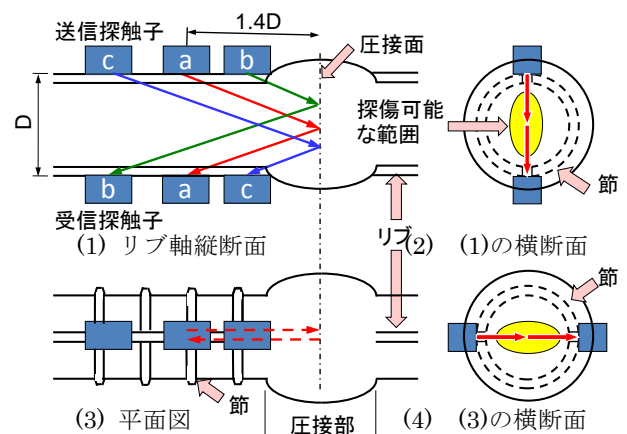 1.4D
送信探触子
c
a
b
圧接面
D
探傷可能
な範囲
b
a
c
受信探触子
節
(1) リブ軸縦断面
リブ
(2) (1)の横断面
節
節
(3) 平面図
圧接部
(4) (3)の横断面